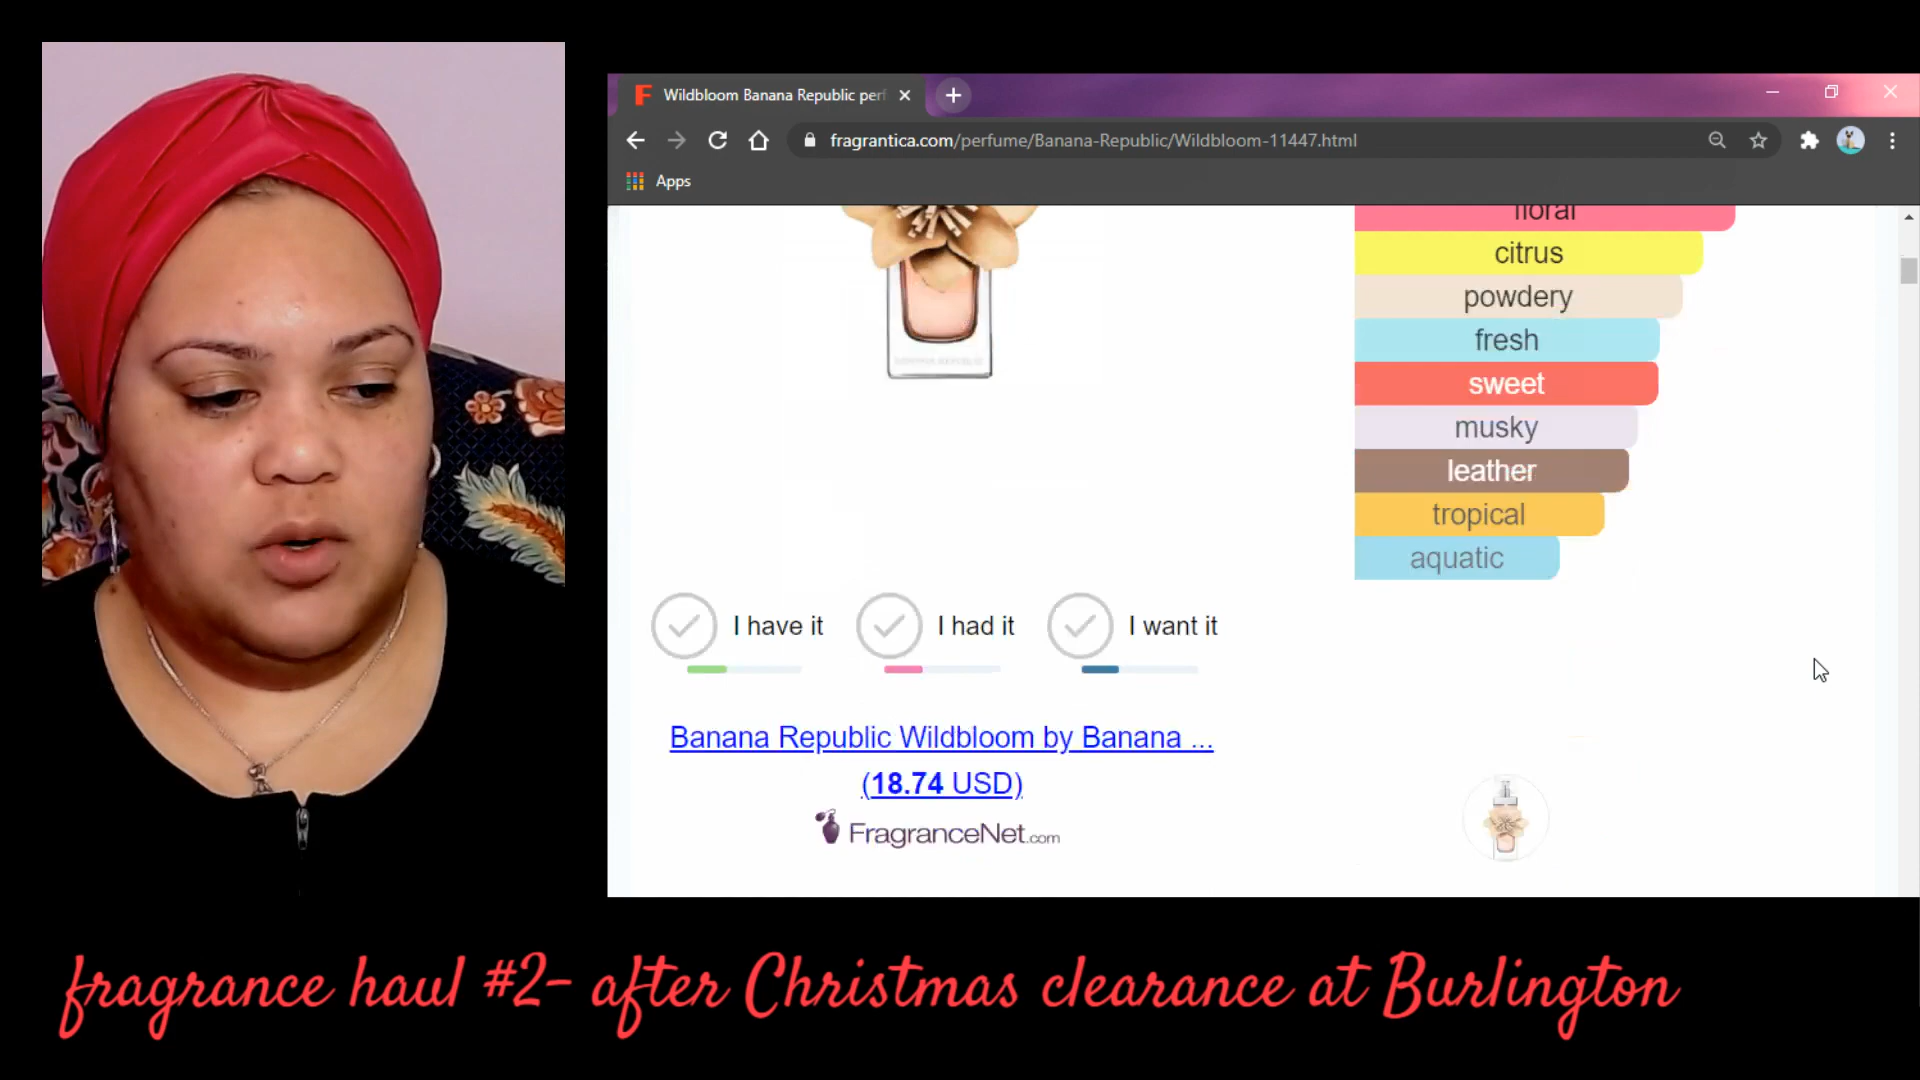 Wildbloom Banana Republic per
fragrantica.com/perfume/Banana-Republic/Wildbloom-11447.html
Apps
floral
citrus
powdery
fresh
sweet
musky
leather
tropical
aquatic
I have it
I had it
I want it
Banana Republic Wildbloom by Banana ...
(18.74 USD)
FragranceNet.com
fragrance haul #2- after Christmas clearance at Burlington